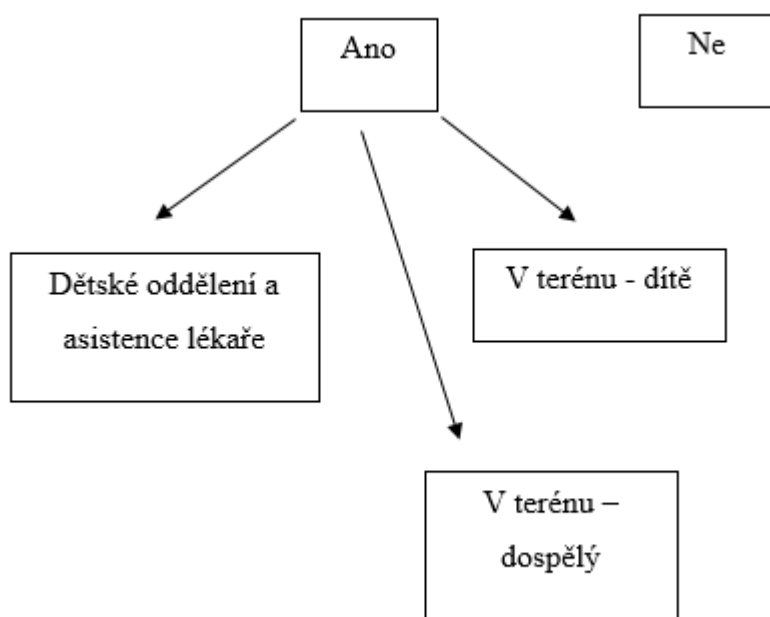 Ano
Ne
Dětské oddělení a
asistence lékaře
V terénu - dítě
V terénu –
dospělý